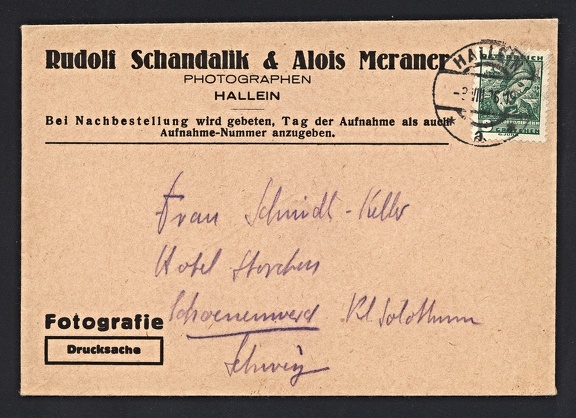 Rudolf Schandalik & Alois Meraner
PHOTOGRAPHEN
HALLEIN
Bei Nachbestellung wird gebeten, Tag der Aufnahme als auch
Aufnahme-Nummer anzugeben.
HALLEIN
a
Frau Schmidt-Keller
Hotel Storchen
Schoenenwerd Kt Solothurn
Schweiz
Fotografie
Drucksache